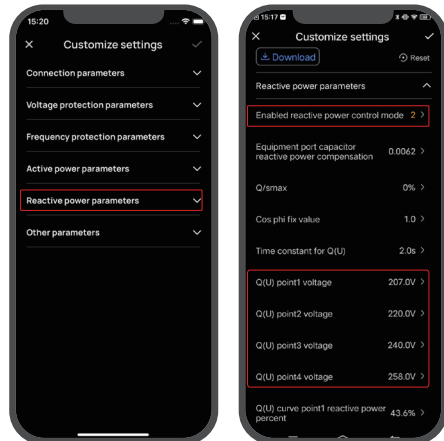 15:20
Customize settings
Connection parameters
Voltage protection parameters
Frequency protection parameters
Active power parameters
Reactive power parameters
Other parameters
15:17
Customize settings
Download
Reset
Reactive power parameters
Enabled reactive power control mode 2
Equipment port capacitor
reactive power compensation 0.0062
Q/smax 0%
Cos phi fix value 1.0
Time constant for Q(U) 2.0s
Q(U) point1 voltage 207.0V
Q(U) point2 voltage 220.0V
Q(U) point3 voltage 240.0V
Q(U) point4 voltage 258.0V
Q(U) curve point1 reactive power
percent 43.6%